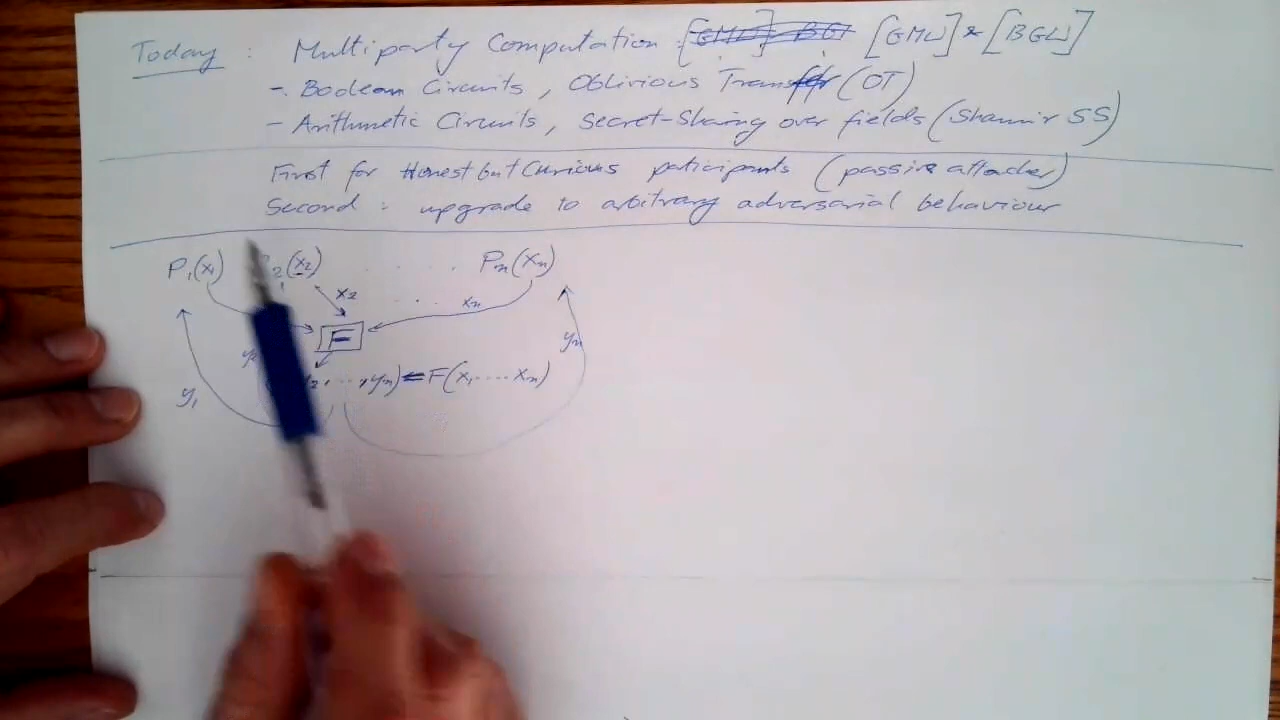 Today : Multiparty Computation : [GMW] & [BGW]
- Boolean Circuits, Oblivious Transfer (OT)
- Arithmetic Circuits, Secret-Sharing over fields (Shamir SS)
First for Honest but Curious participants (passive attacker)
Second : upgrade to arbitrary adversarial behaviour
P1(x1) 2(x2) . . . . . Pn(xn)
x2 . . . xn
F
yn
, ..., yn) = F(x1 .... xn)
y1